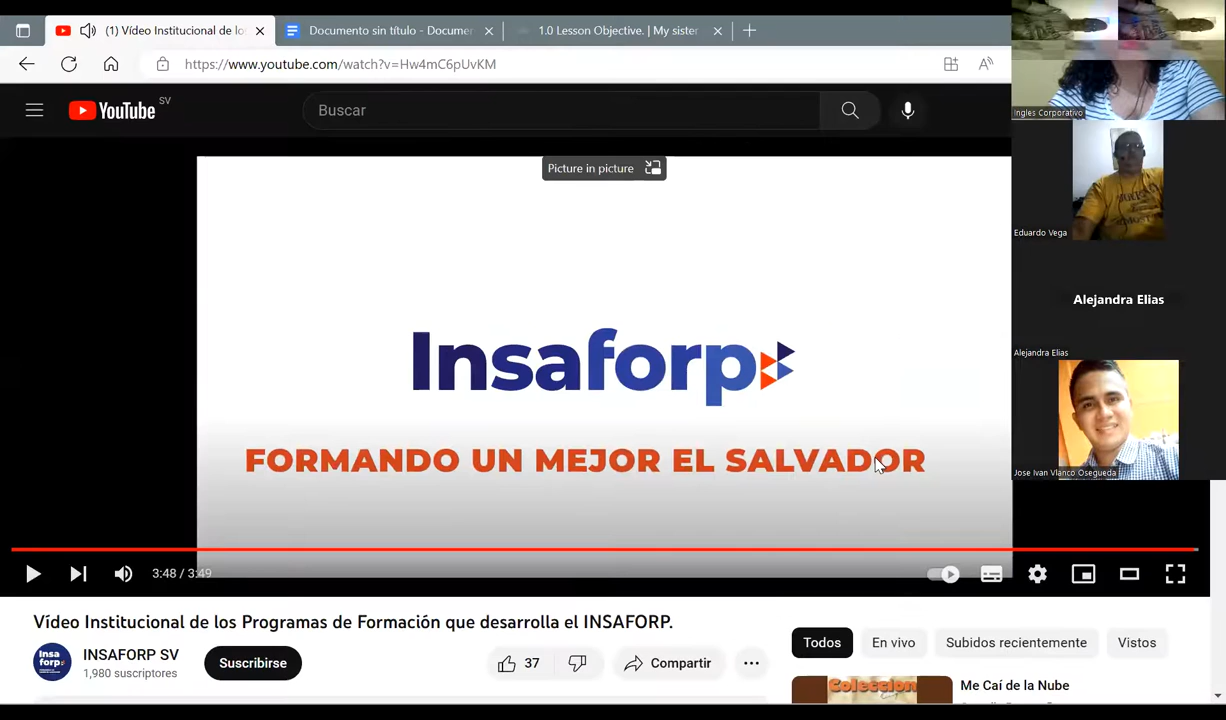 (1) Vídeo Institucional de lo
Documento sin título - Documen
1.0 Lesson Objective. | My sister
https://www.youtube.com/watch?v=Hw4mC6pUvKM
YouTube SV
Buscar
Picture in picture
Insaforp
FORMANDO UN MEJOR EL SALVADOR
3:48 / 3:49
Vídeo Institucional de los Programas de Formación que desarrolla el INSAFORP.
Insa
forp
INSAFORP SV
1,980 suscriptores
Suscribirse
37
Compartir
Todos
En vivo
Subidos recientemente
Vistos
Colección
Me Caí de la Nube
Ingles Corporativo
Eduardo Vega
Alejandra Elias
Alejandra Elias
Jose Ivan Vlanco Osegueda